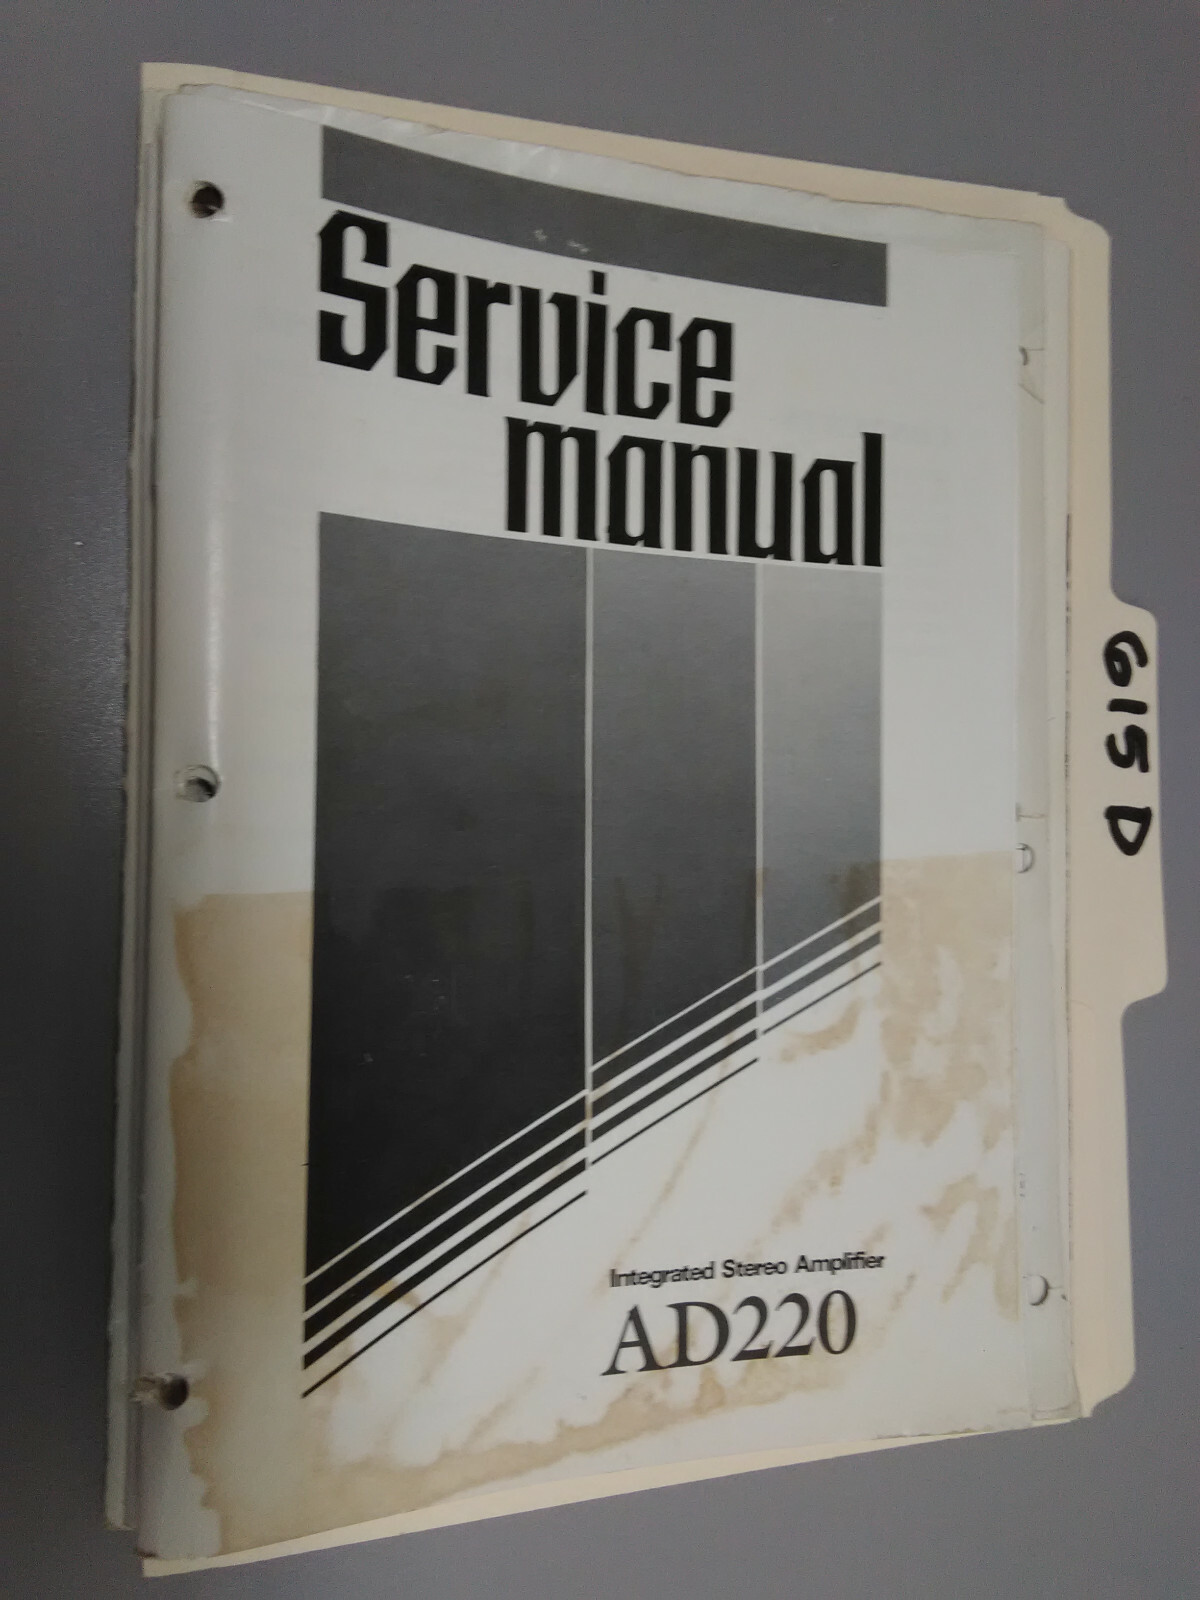 Service
manual
Integrated Stereo Amplifier
AD220
615 D